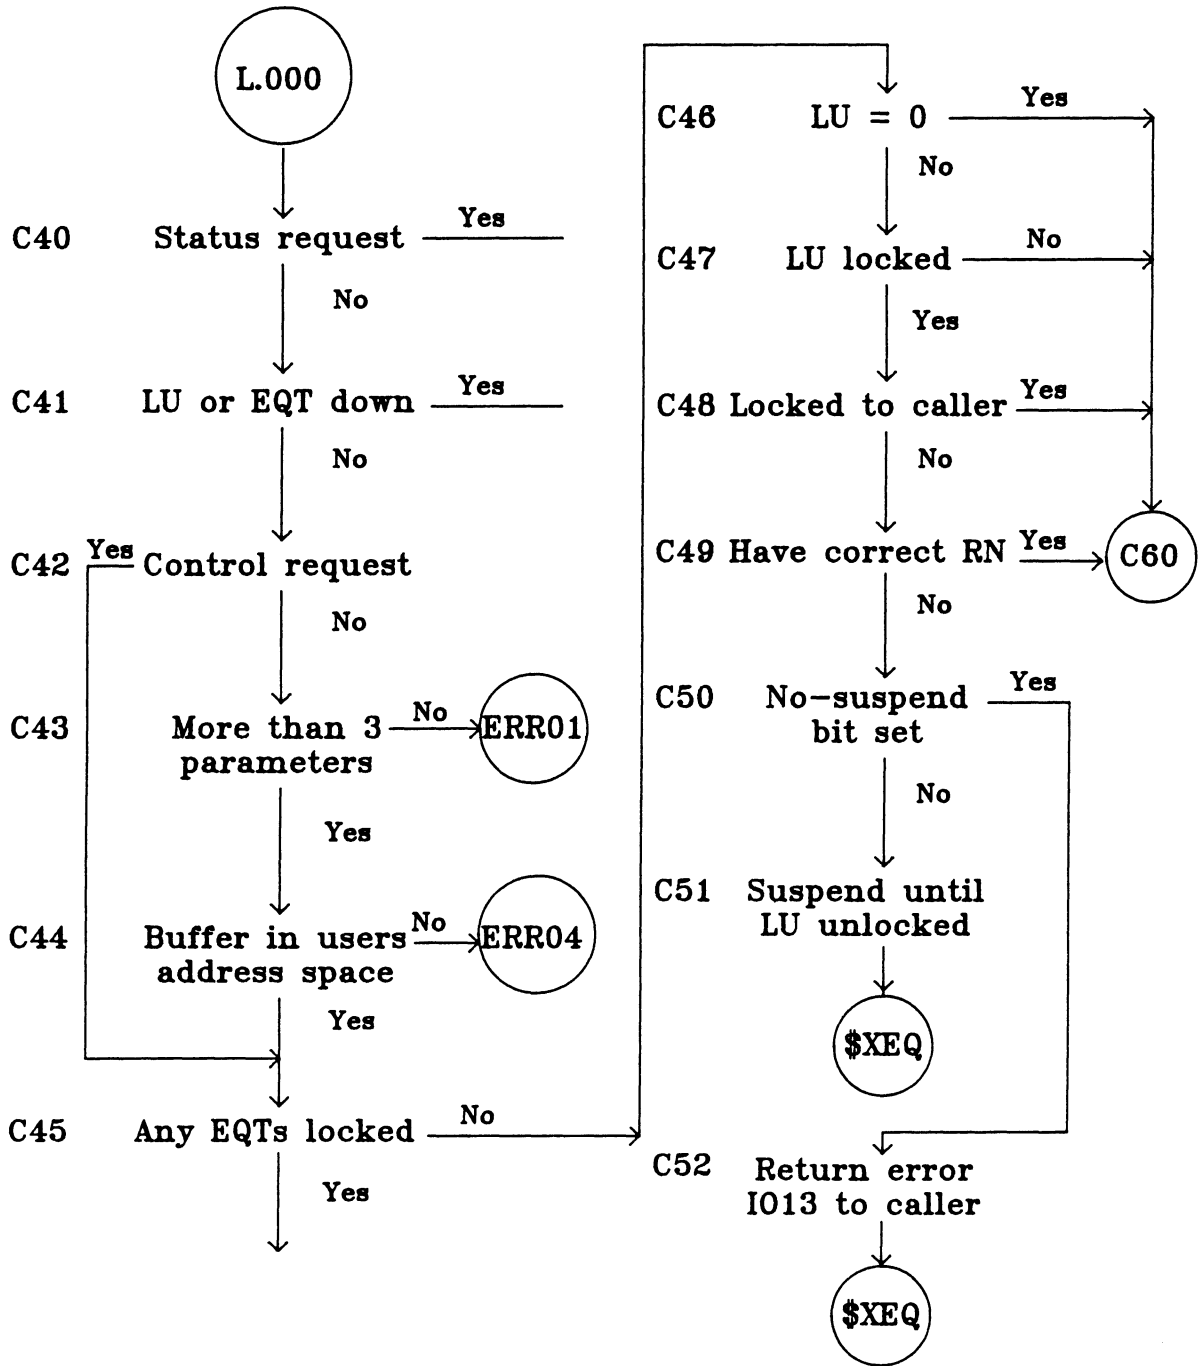 L.000
C40 Status request Yes
No
C41 LU or EQT down Yes
No
C42 Yes Control request
No
C43 More than 3 No ERR01
parameters
Yes
C44 Buffer in users No ERR04
address space
Yes
C45 Any EQTs locked No
Yes
C46 LU = 0 Yes
No
C47 LU locked No
Yes
C48 Locked to caller Yes
No
C49 Have correct RN Yes C60
No
C50 No-suspend Yes
bit set
No
C51 Suspend until
LU unlocked
$XEQ
C52 Return error
IO13 to caller
$XEQ